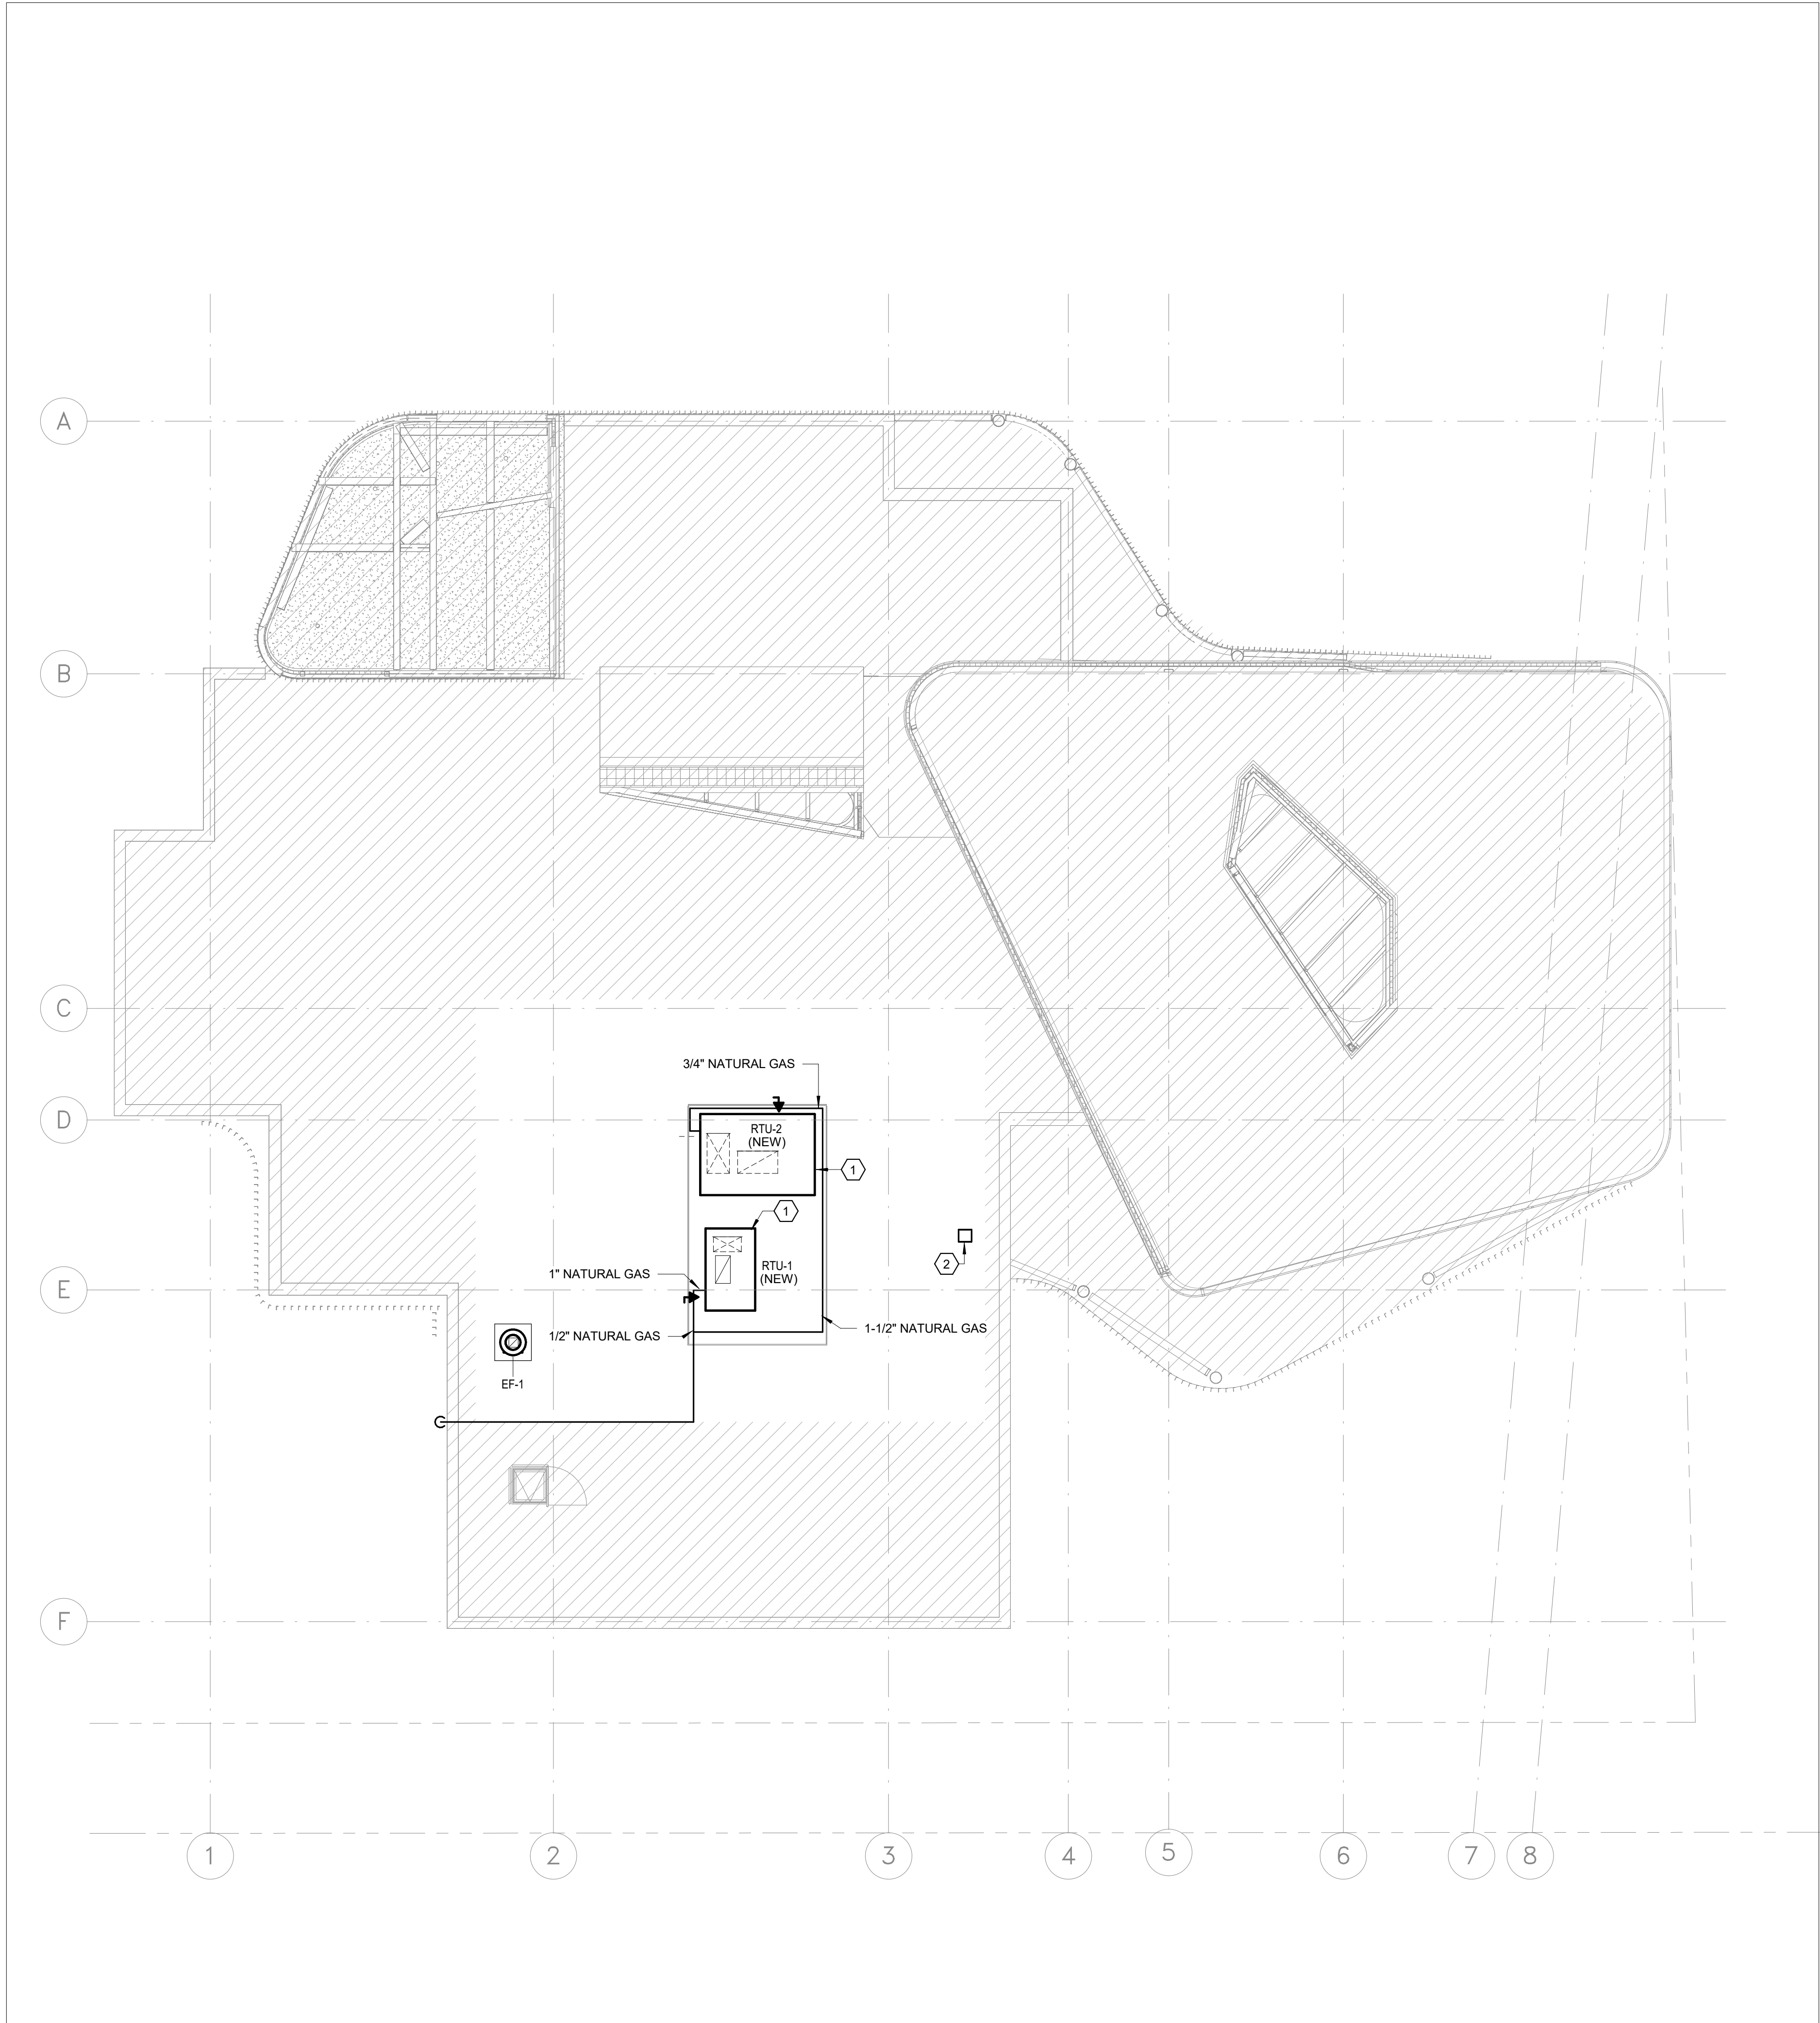 A
B
C
3/4" NATURAL GAS
D
RTU-2
(NEW)
1
1
2
1" NATURAL GAS
RTU-1
(NEW)
E
1/2" NATURAL GAS
1-1/2" NATURAL GAS
EF-1
F
1
2
3
4
5
6
7
8